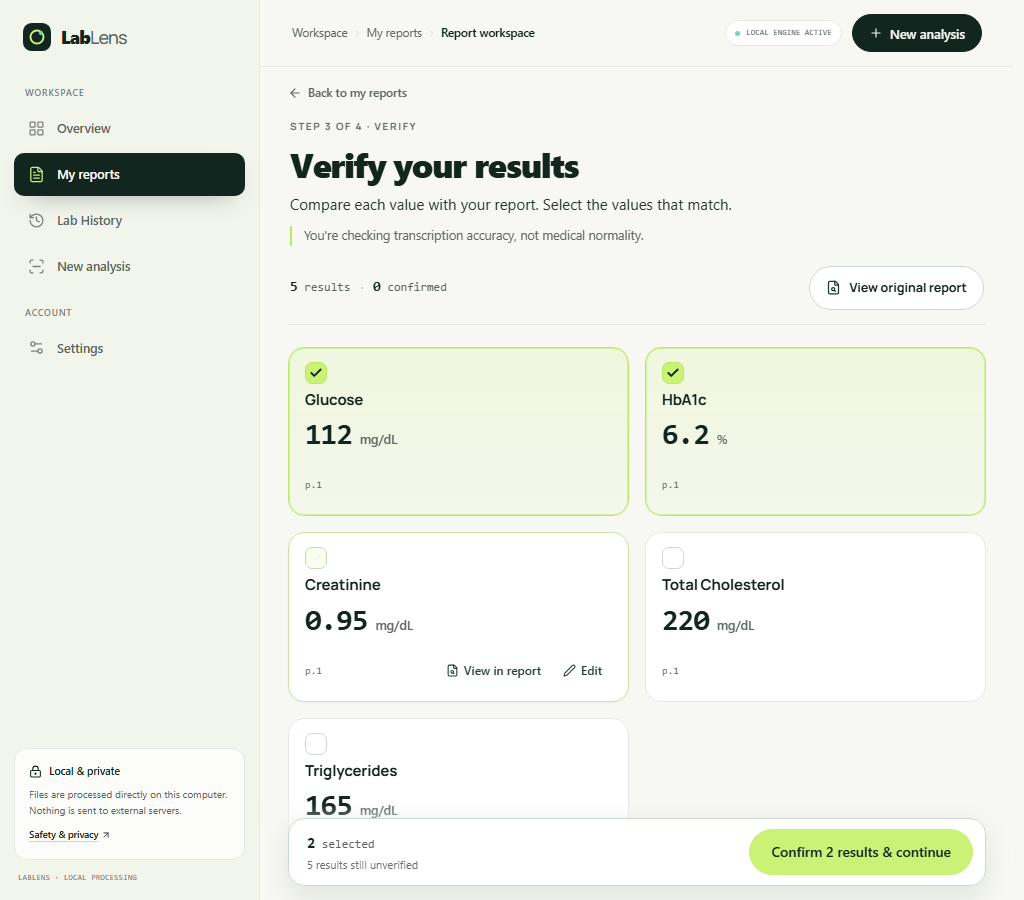 LabLens
WORKSPACE
Overview
My reports
Lab History
New analysis
ACCOUNT
Settings
Local & private
Files are processed directly on this computer.
Nothing is sent to external servers.
Safety & privacy ↗
LABLENS · LOCAL PROCESSING
Workspace › My reports › Report workspace
LOCAL ENGINE ACTIVE
+ New analysis
← Back to my reports
STEP 3 OF 4 · VERIFY
Verify your results
Compare each value with your report. Select the values that match.
You're checking transcription accuracy, not medical normality.
5 results · 0 confirmed
View original report
Glucose
112 mg/dL
p.1
HbA1c
6.2 %
p.1
Creatinine
0.95 mg/dL
p.1
View in report
Edit
Total Cholesterol
220 mg/dL
p.1
Triglycerides
165 mg/dL
2 selected
5 results still unverified
Confirm 2 results & continue